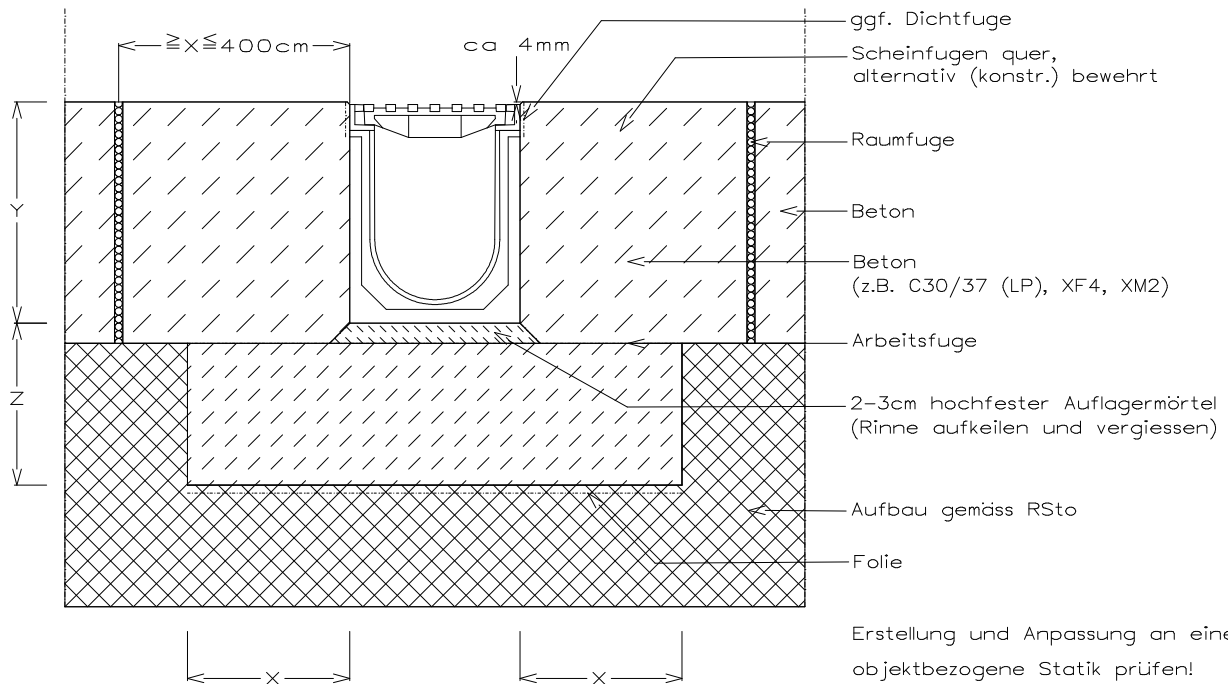 ≧X≦400cm
ca 4mm
ggf. Dichtfuge
Scheinfugen quer,
alternativ (konstr.) bewehrt
Raumfuge
Y
Beton
Beton
(z.B. C30/37 (LP), XF4, XM2)
Arbeitsfuge
Z
2-3cm hochfester Auflagermörtel
(Rinne aufkeilen und vergiessen)
Aufbau gemäss RSto
Folie
Erstellung und Anpassung an eine
objektbezogene Statik prüfen!
X
X